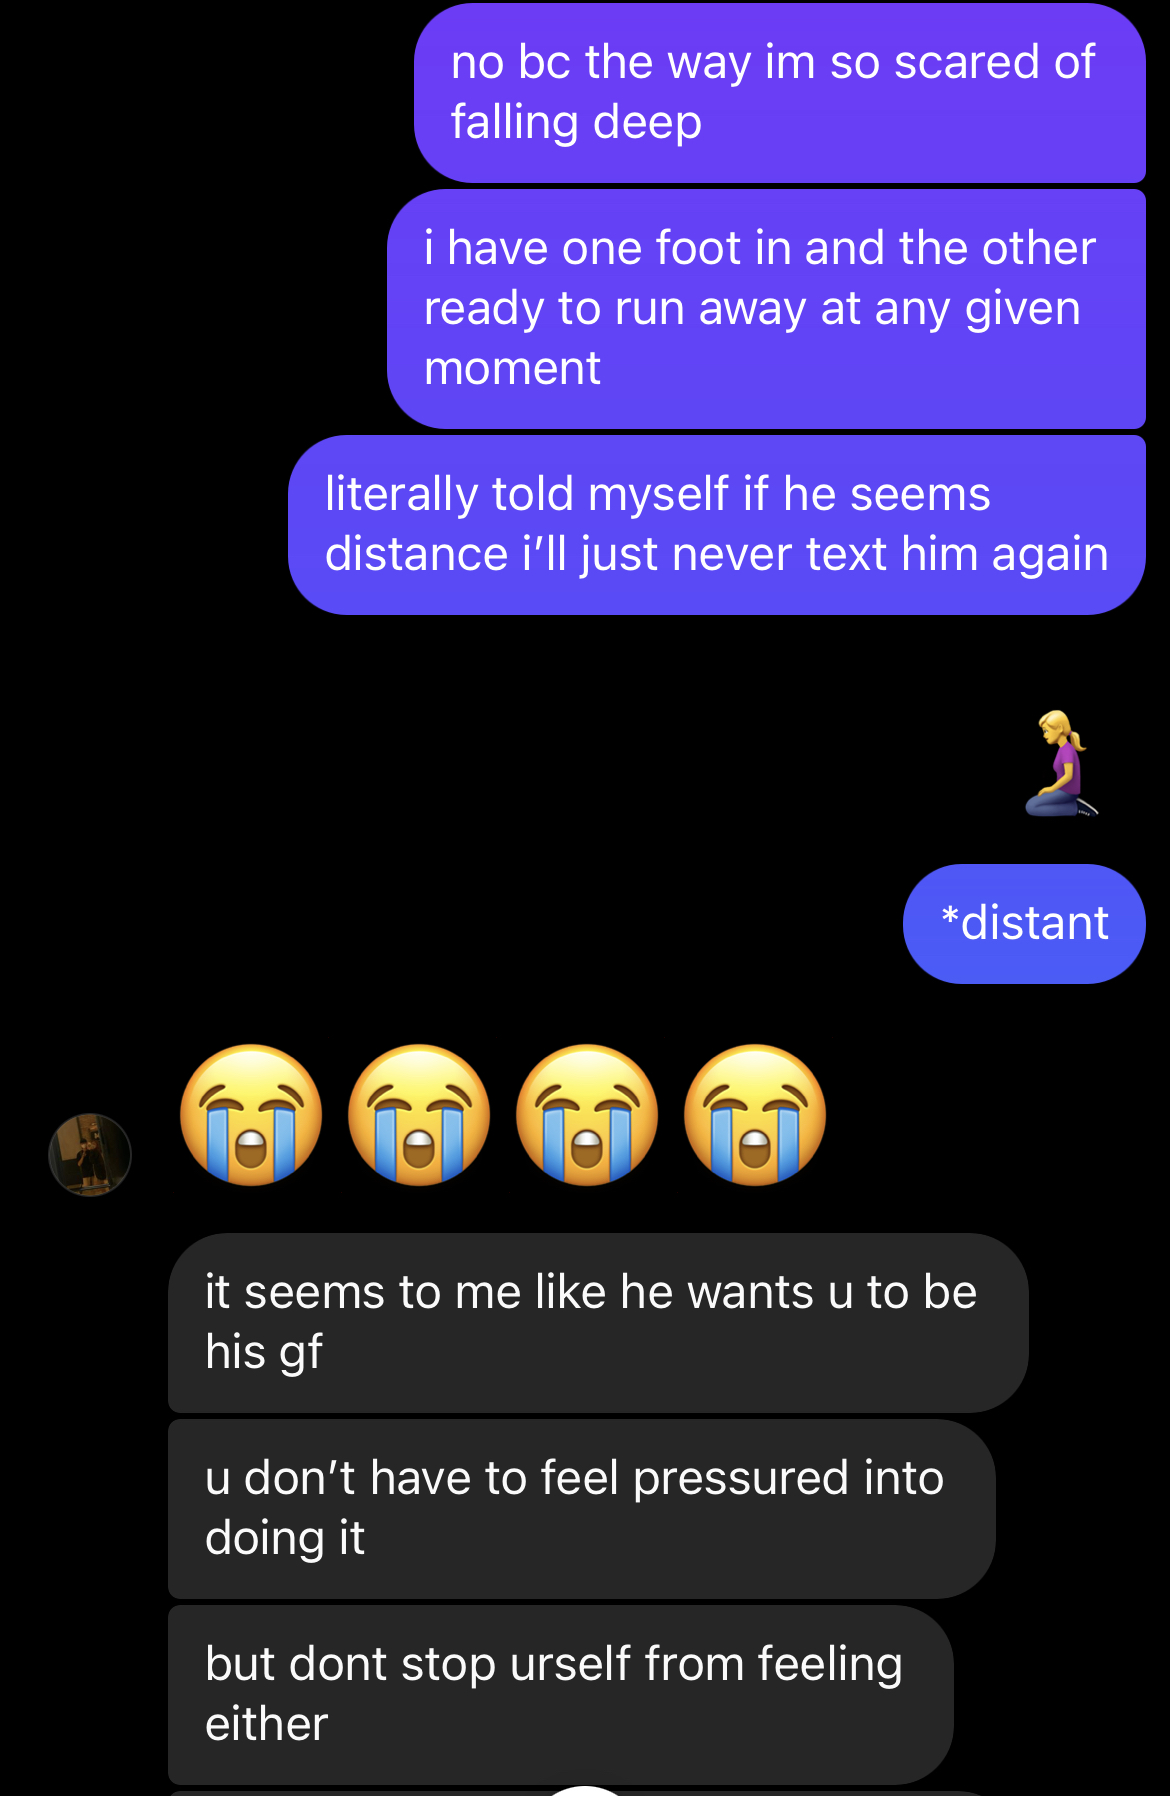 no bc the way im so scared of
falling deep
i have one foot in and the other
ready to run away at any given
moment
literally told myself if he seems
distance i’ll just never text him again
*distant
it seems to me like he wants u to be
his gf
u don’t have to feel pressured into
doing it
but dont stop urself from feeling
either